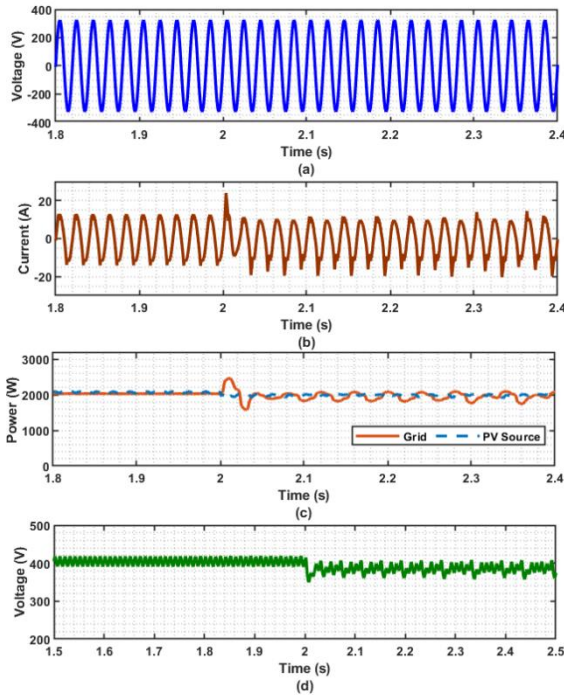 400
200
0
-200
-400
Voltage (V)
1.8 1.9 2 2.1 2.2 2.3 2.4
Time (s)
(a)
20
0
-20
Current (A)
1.8 1.9 2 2.1 2.2 2.3 2.4
Time (s)
(b)
3000
2000
1000
0
Power (W)
Grid PV Source
1.8 1.9 2 2.1 2.2 2.3 2.4
Time (s)
(c)
500
400
300
200
Voltage (V)
1.5 1.6 1.7 1.8 1.9 2 2.1 2.2 2.3 2.4 2.5
Time (s)
(d)